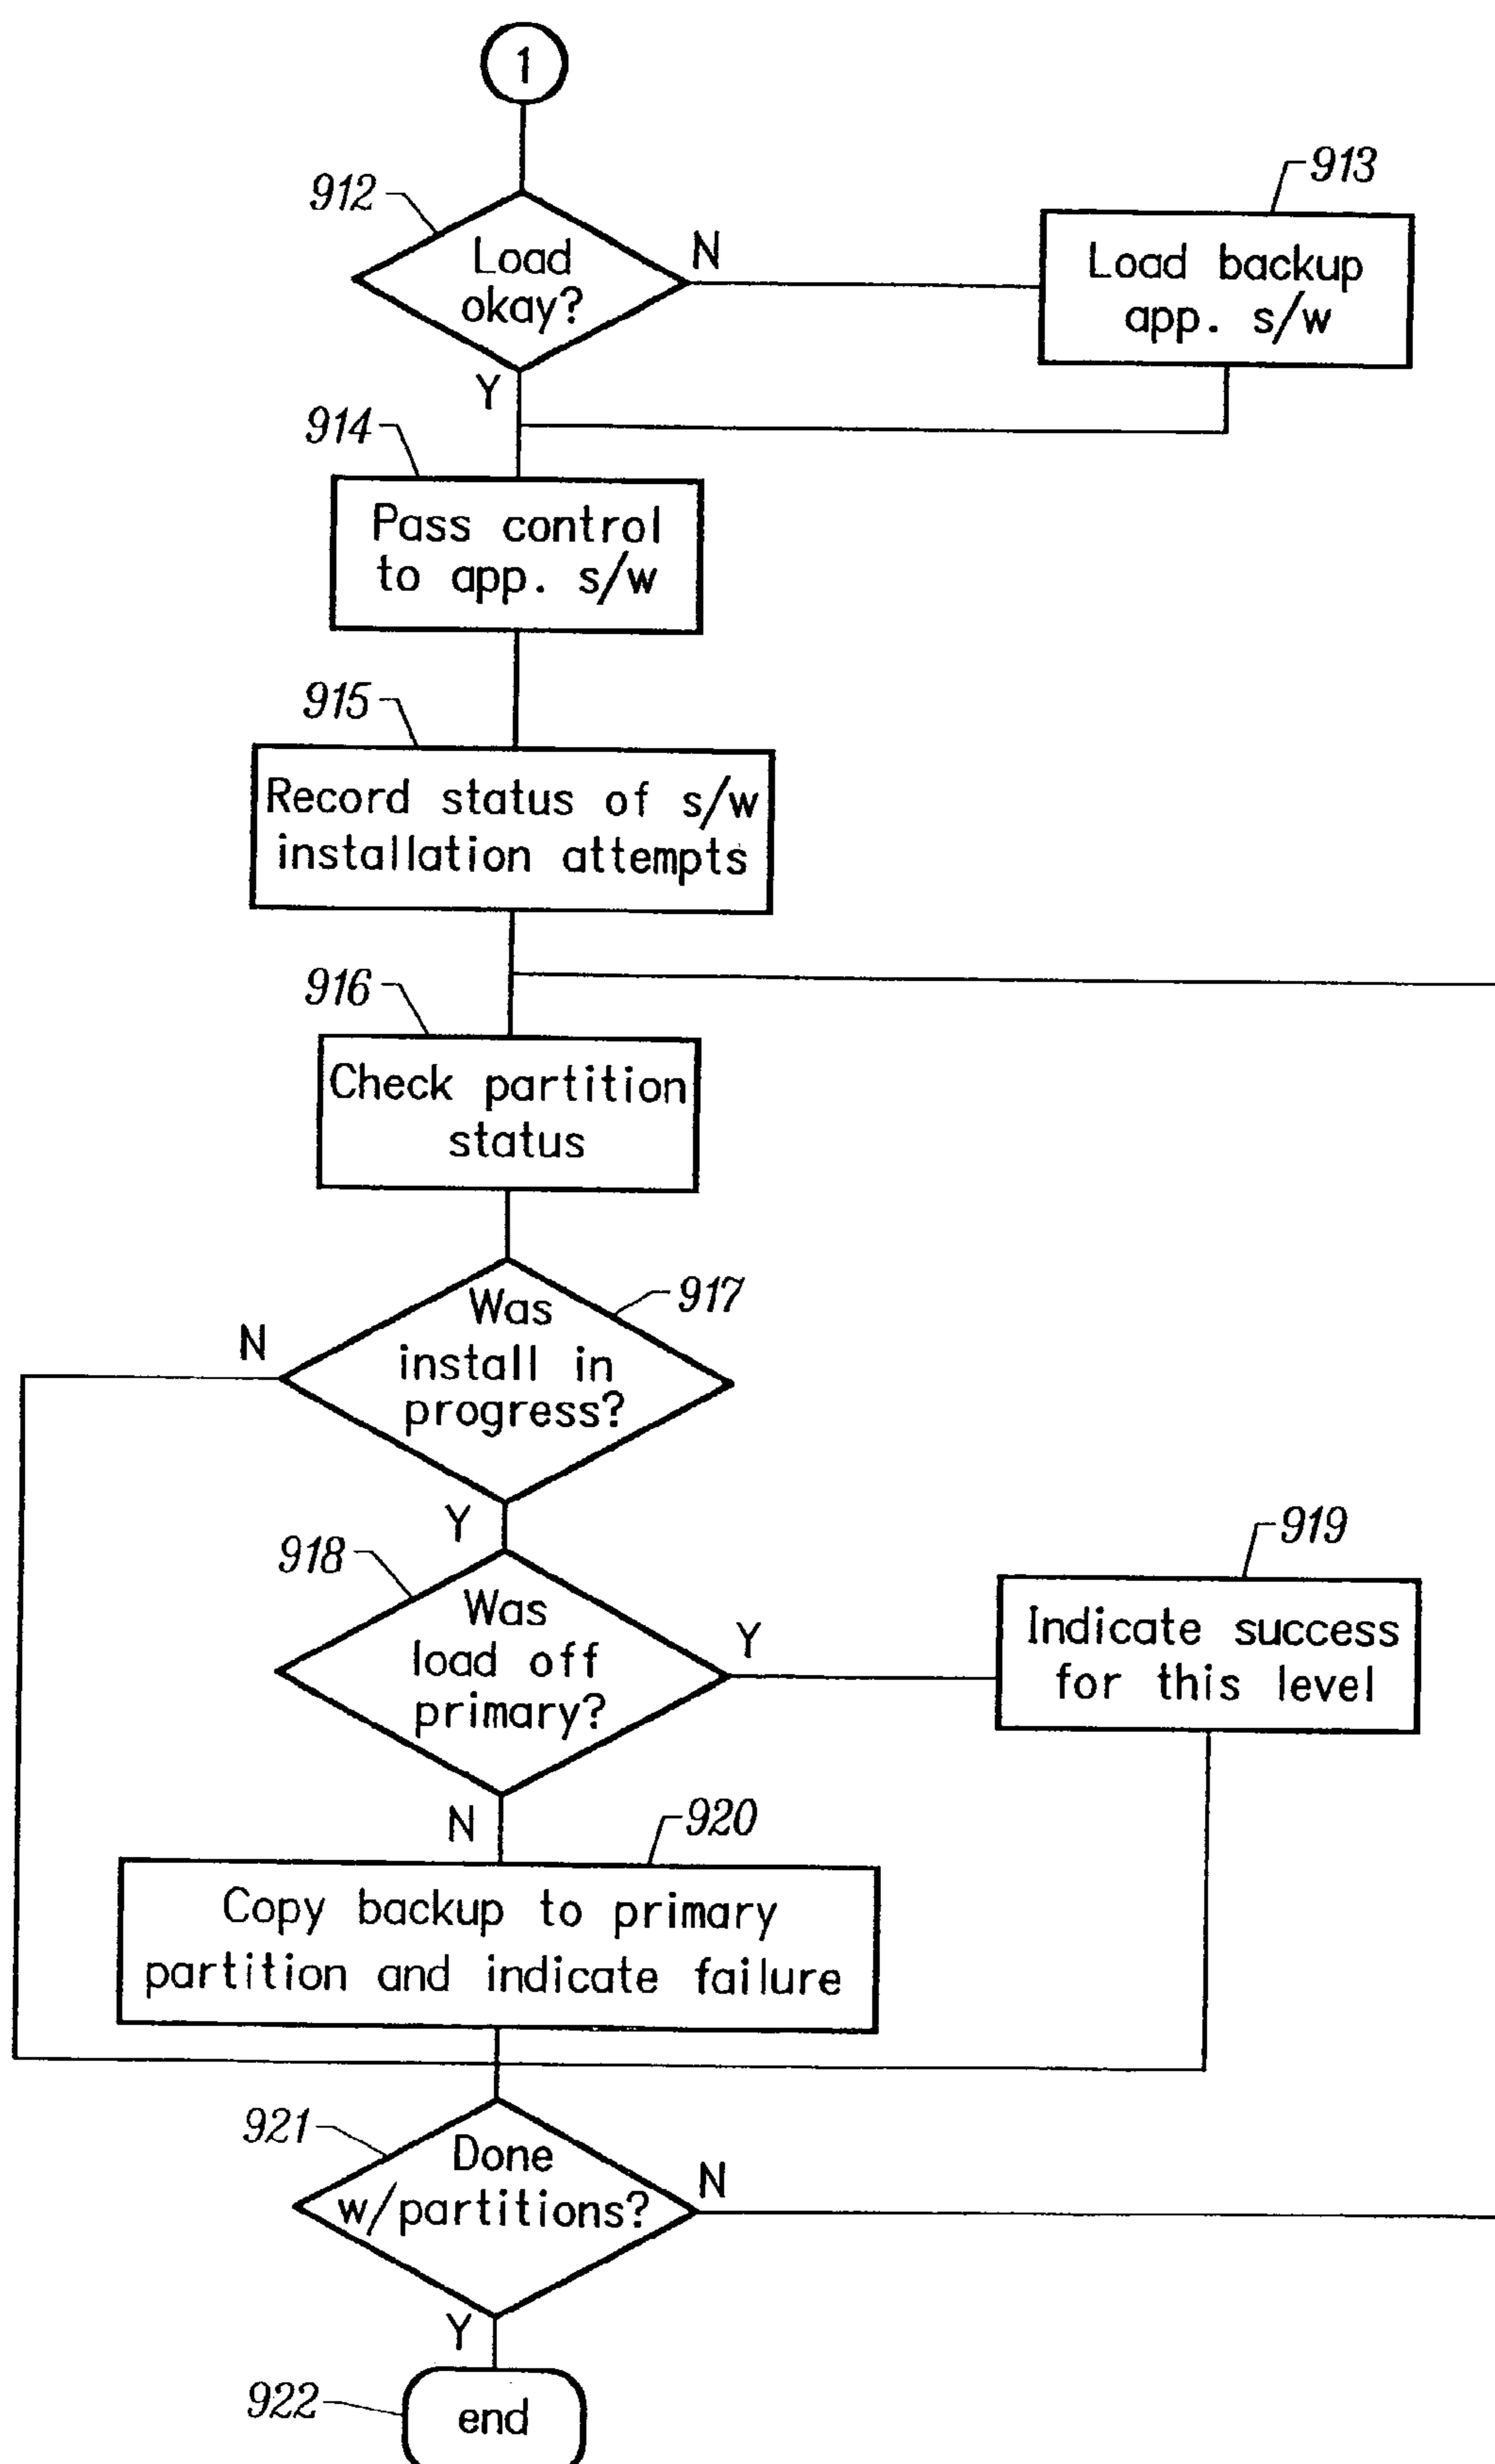 1
912
Load
okay?
N
Y
913
Load backup
app. s/w
914
Pass control
to app. s/w
915
Record status of s/w
installation attempts
916
Check partition
status
917
Was
install in
progress?
N
Y
918
Was
load off
primary?
Y
N
919
Indicate success
for this level
920
Copy backup to primary
partition and indicate failure
921
Done
w/partitions?
N
Y
922
end